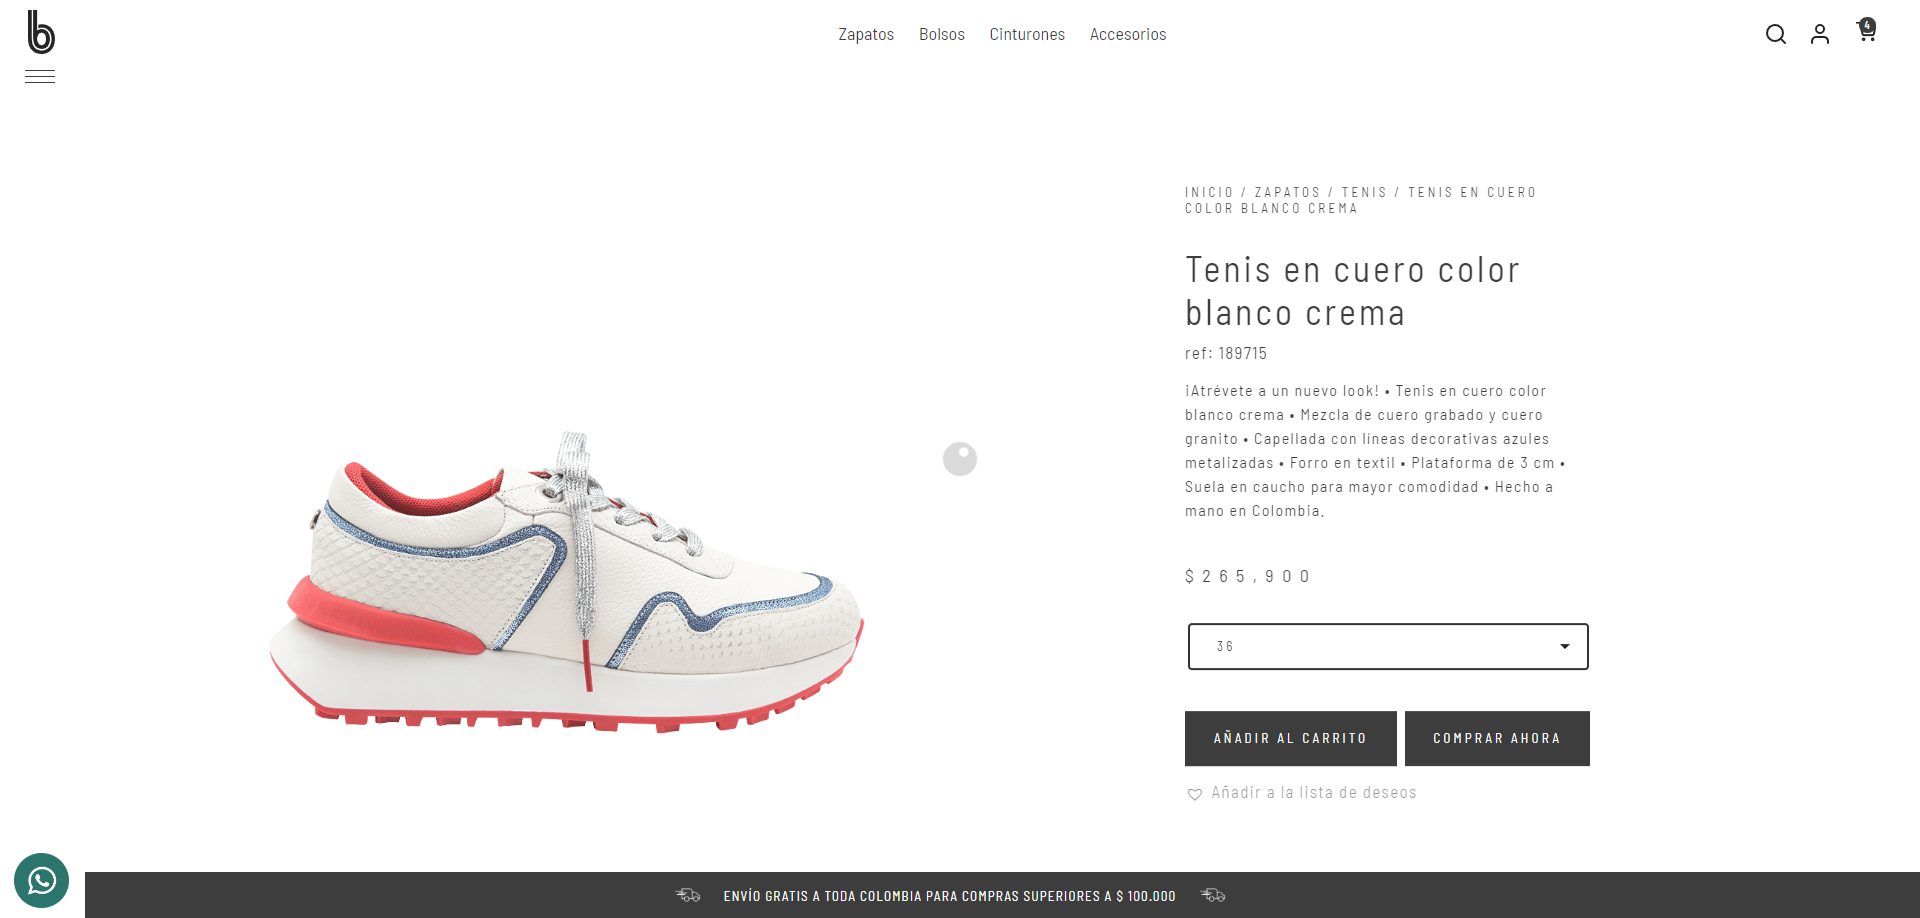 b
Zapatos Bolsos Cinturones Accesorios
4
INICIO / ZAPATOS / TENIS / TENIS EN CUERO
COLOR BLANCO CREMA
Tenis en cuero color
blanco crema
ref: 189715
¡Atrévete a un nuevo look! • Tenis en cuero color
blanco crema • Mezcla de cuero grabado y cuero
granito • Capellada con líneas decorativas azules
metalizadas • Forro en textil • Plataforma de 3 cm •
Suela en caucho para mayor comodidad • Hecho a
mano en Colombia.
$265,900
36
AÑADIR AL CARRITO
COMPRAR AHORA
Añadir a la lista de deseos
ENVÍO GRATIS A TODA COLOMBIA PARA COMPRAS SUPERIORES A $ 100.000